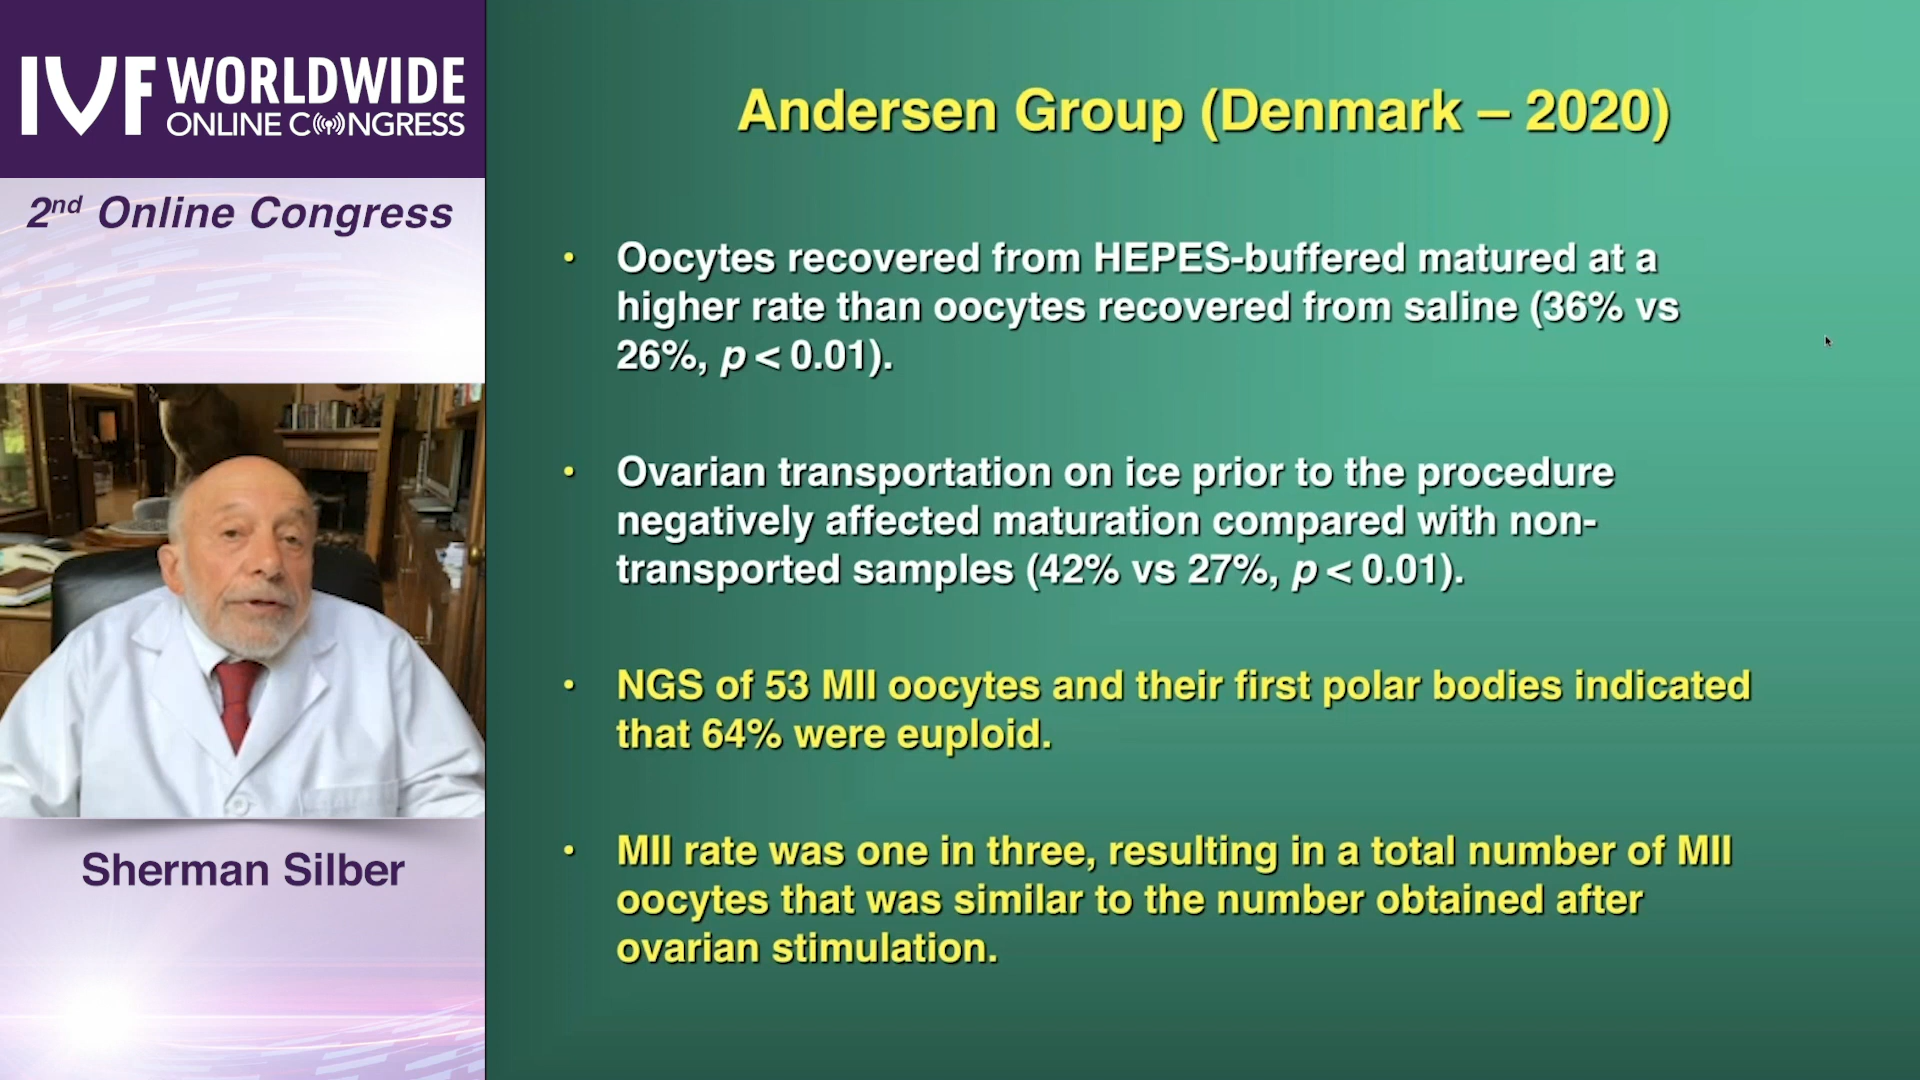 IVF WORLDWIDE
ONLINE CONGRESS
2nd Online Congress
Sherman Silber
Andersen Group (Denmark – 2020)
• Oocytes recovered from HEPES-buffered matured at a
higher rate than oocytes recovered from saline (36% vs
26%, p < 0.01).
• Ovarian transportation on ice prior to the procedure
negatively affected maturation compared with non-
transported samples (42% vs 27%, p < 0.01).
• NGS of 53 MII oocytes and their first polar bodies indicated
that 64% were euploid.
• MII rate was one in three, resulting in a total number of MII
oocytes that was similar to the number obtained after
ovarian stimulation.